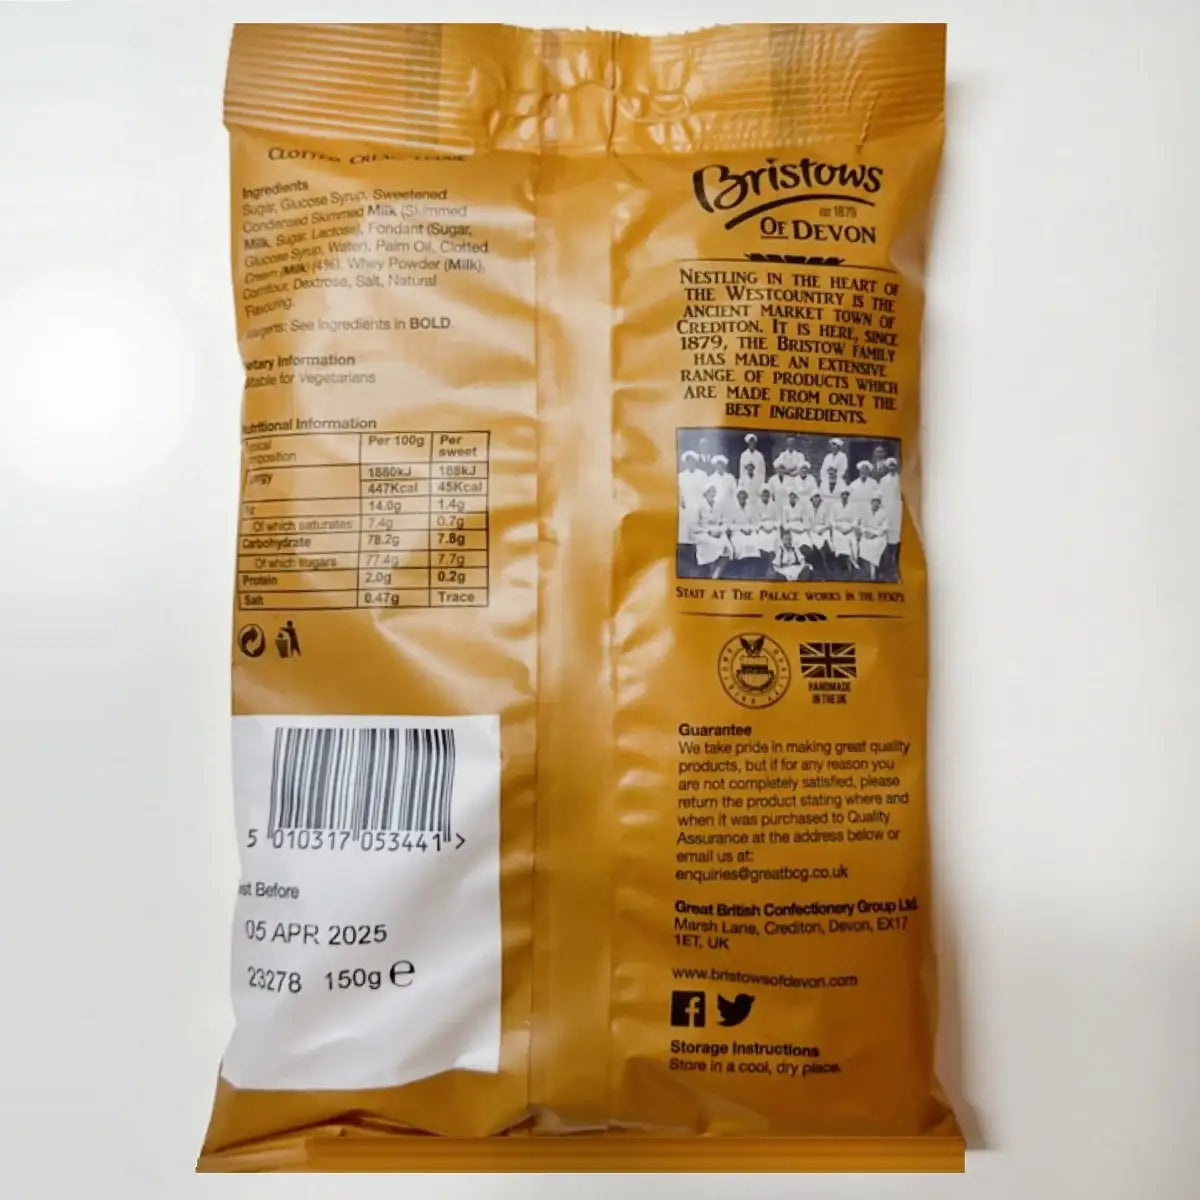 CLOTTED CREAM FUDGE
Ingredients
Sugar, Glucose Syrup, Sweetened
Condensed Skimmed Milk (Skimmed
Milk, Sugar, Lactose), Fondant (Sugar,
Glucose Syrup, Water), Palm Oil, Clotted
Cream (Milk) (4%), Whey Powder (Milk),
Cornflour, Dextrose, Salt, Natural
Flavouring.
See ingredients in BOLD.
Information
for Vegetarians
Nutritional Information
Per 100g Per
sweet
1880kJ 188kJ
447Kcal 45Kcal
14.0g 1.4g
Of which saturates 7.4g 0.7g
Carbohydrate 78.2g 7.8g
Of which sugars 77.4g 7.7g
Protein 2.0g 0.2g
Salt 0.47g Trace
5 010317 053441 >
Before
05 APR 2025
23278 150g e
Bristows
est 1879
OF DEVON
NESTLING IN THE HEART OF
THE WESTCOUNTRY IS THE
ANCIENT MARKET TOWN OF
CREDITON. IT IS HERE, SINCE
1879, THE BRISTOW FAMILY
HAS MADE AN EXTENSIVE
RANGE OF PRODUCTS WHICH
ARE MADE FROM ONLY THE
BEST INGREDIENTS.
STAFF AT THE PALACE WORKS IN THE 1930'S
HANDMADE
IN THE UK
Guarantee
We take pride in making great quality
products, but if for any reason you
are not completely satisfied, please
return the product stating where and
when it was purchased to Quality
Assurance at the address below or
email us at:
enquiries@greatbcg.co.uk
Great British Confectionery Group Ltd.
Marsh Lane, Crediton, Devon, EX17
1ET, UK
www.bristowsofdevon.com
Storage Instructions
Store in a cool, dry place.